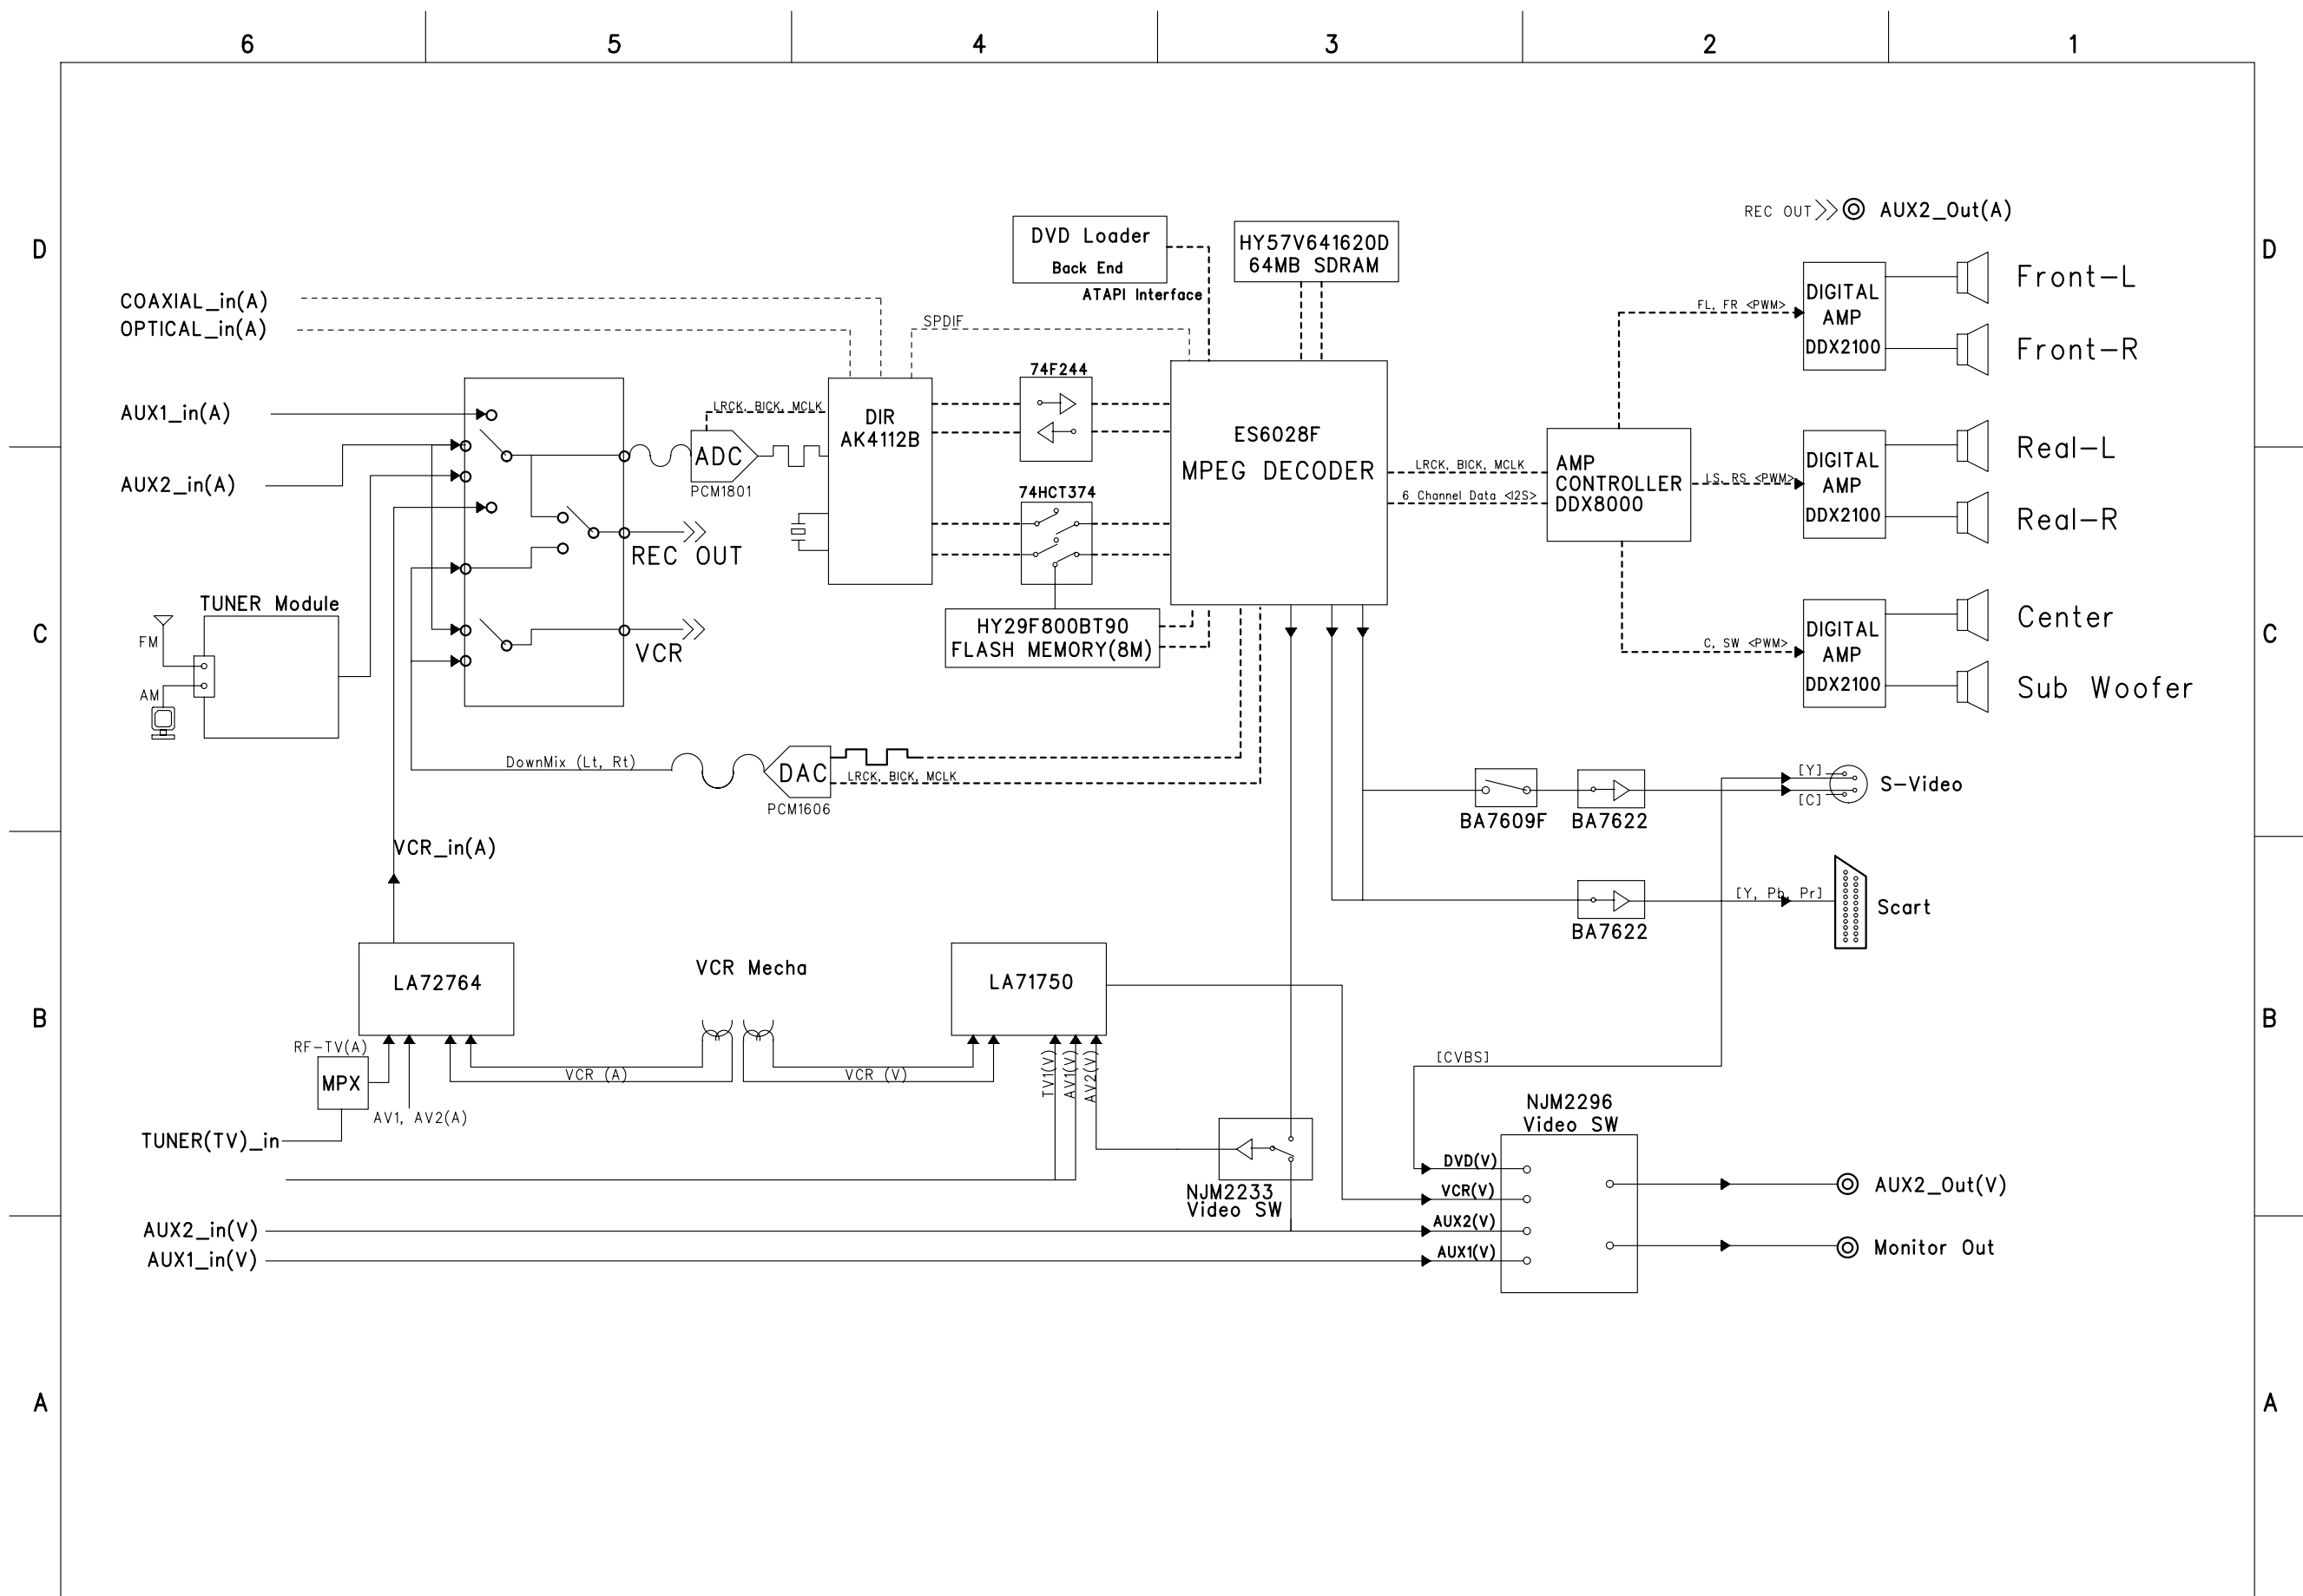 6 5 4 3 2 1
D D
REC OUT AUX2_Out(A)
DVD Loader
Back End
ATAPI Interface
HY57V641620D
64MB SDRAM
COAXIAL_in(A)
OPTICAL_in(A)
SPDIF
FL, FR <PWM>
DIGITAL
AMP
DDX2100
Front-L
Front-R
AUX1_in(A)
AUX2_in(A)
LRCK, BICK, MCLK
ADC
PCM1801
DIR
AK4112B
74F244
74HCT374
ES6028F
MPEG DECODER
LRCK, BICK, MCLK
6 Channel Data <I2S>
AMP
CONTROLLER
DDX8000
LS, RS <PWM>
DIGITAL
AMP
DDX2100
Real-L
Real-R
REC OUT
VCR
C C
TUNER Module
FM
AM
HY29F800BT90
FLASH MEMORY(8M)
C, SW <PWM>
DIGITAL
AMP
DDX2100
Center
Sub Woofer
DownMix (Lt, Rt)
DAC
LRCK, BICK, MCLK
PCM1606
BA7609F
BA7622
[Y]
[C]
S-Video
VCR_in(A)
BA7622
[Y, Pb, Pr]
Scart
LA72764
VCR Mecha
LA71750
B B
RF-TV(A)
MPX
AV1, AV2(A)
VCR (A)
VCR (V)
TV1(V)
AV1(V)
AV2(V)
[CVBS]
TUNER(TV)_in
NJM2233
Video SW
NJM2296
Video SW
DVD(V)
VCR(V)
AUX2(V)
AUX1(V)
AUX2_Out(V)
Monitor Out
AUX2_in(V)
AUX1_in(V)
A A